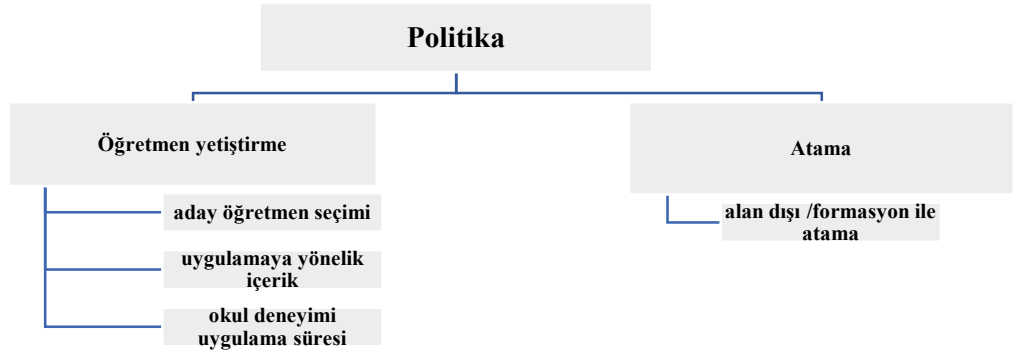 Politika
Öğretmen yetiştirme
aday öğretmen seçimi
uygulamaya yönelik
içerik
okul deneyimi
uygulama süresi
Atama
alan dışı /formasyon ile
atama